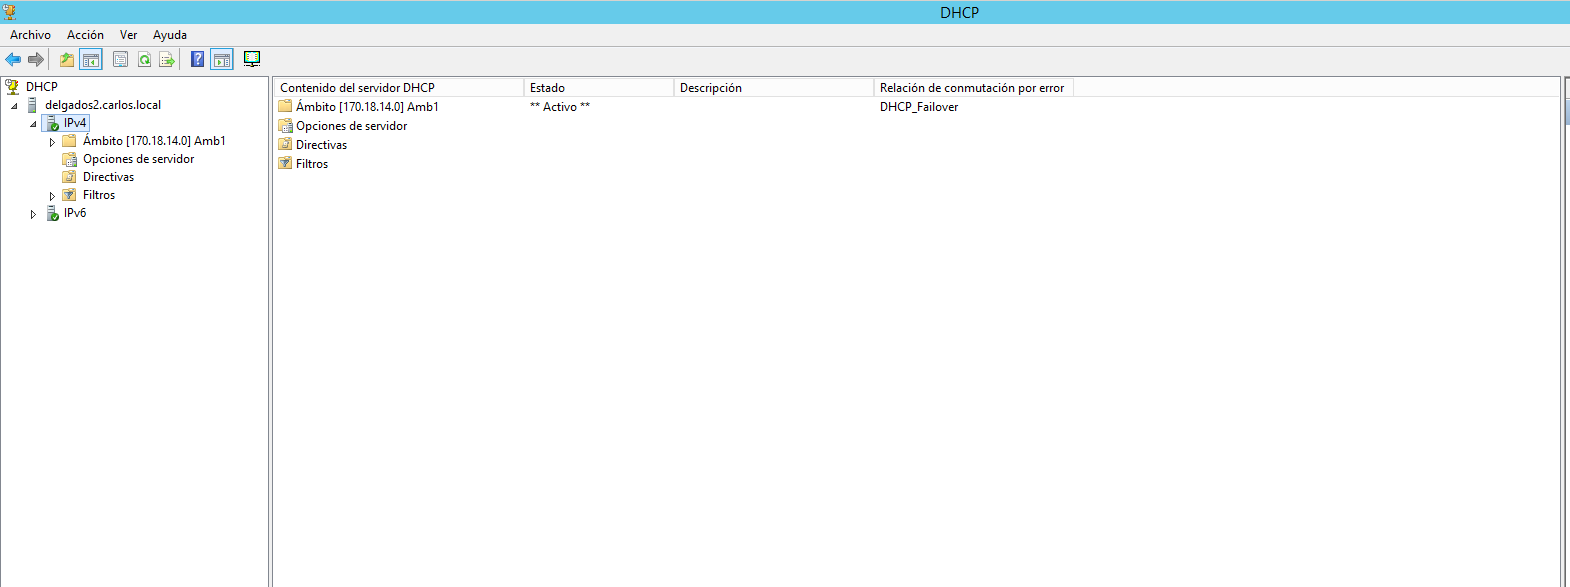 DHCP
Archivo Acción Ver Ayuda
DHCP
delgados2.carlos.local
IPv4
Ámbito [170.18.14.0] Amb1
Opciones de servidor
Directivas
Filtros
IPv6
Contenido del servidor DHCP Estado Descripción Relación de conmutación por error
Ámbito [170.18.14.0] Amb1 ** Activo ** DHCP_Failover
Opciones de servidor
Directivas
Filtros